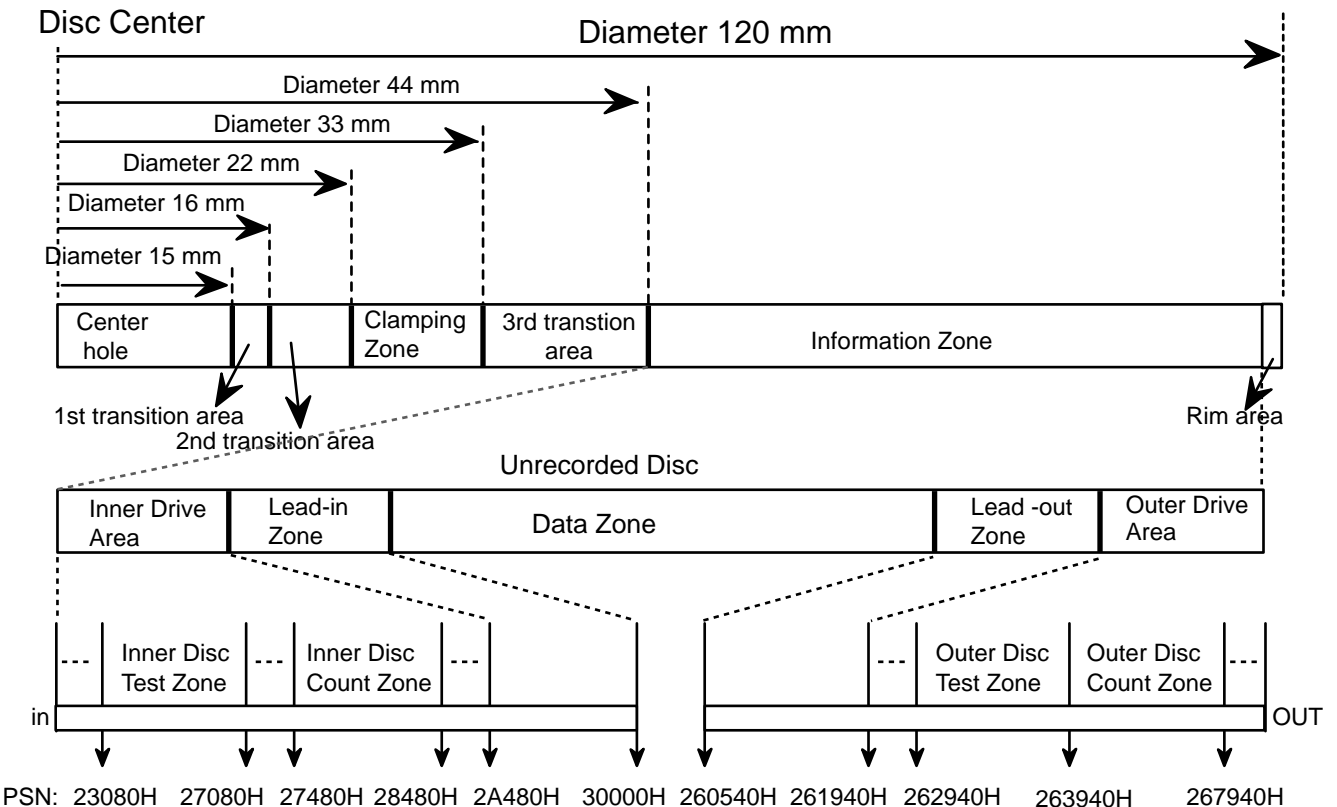 Disc Center
Diameter 120 mm
Diameter 44 mm
Diameter 33 mm
Diameter 22 mm
Diameter 16 mm
Diameter 15 mm
Center
hole
Clamping
Zone
3rd transtion
area
Information Zone
1st transition area
2nd transition area
Rim area
Unrecorded Disc
Inner Drive
Area
Lead-in
Zone
Data Zone
Lead -out
Zone
Outer Drive
Area
Inner Disc
Test Zone
Inner Disc
Count Zone
Outer Disc
Test Zone
Outer Disc
Count Zone
in
OUT
PSN: 23080H 27080H 27480H 28480H 2A480H 30000H 260540H 261940H 262940H 263940H 267940H